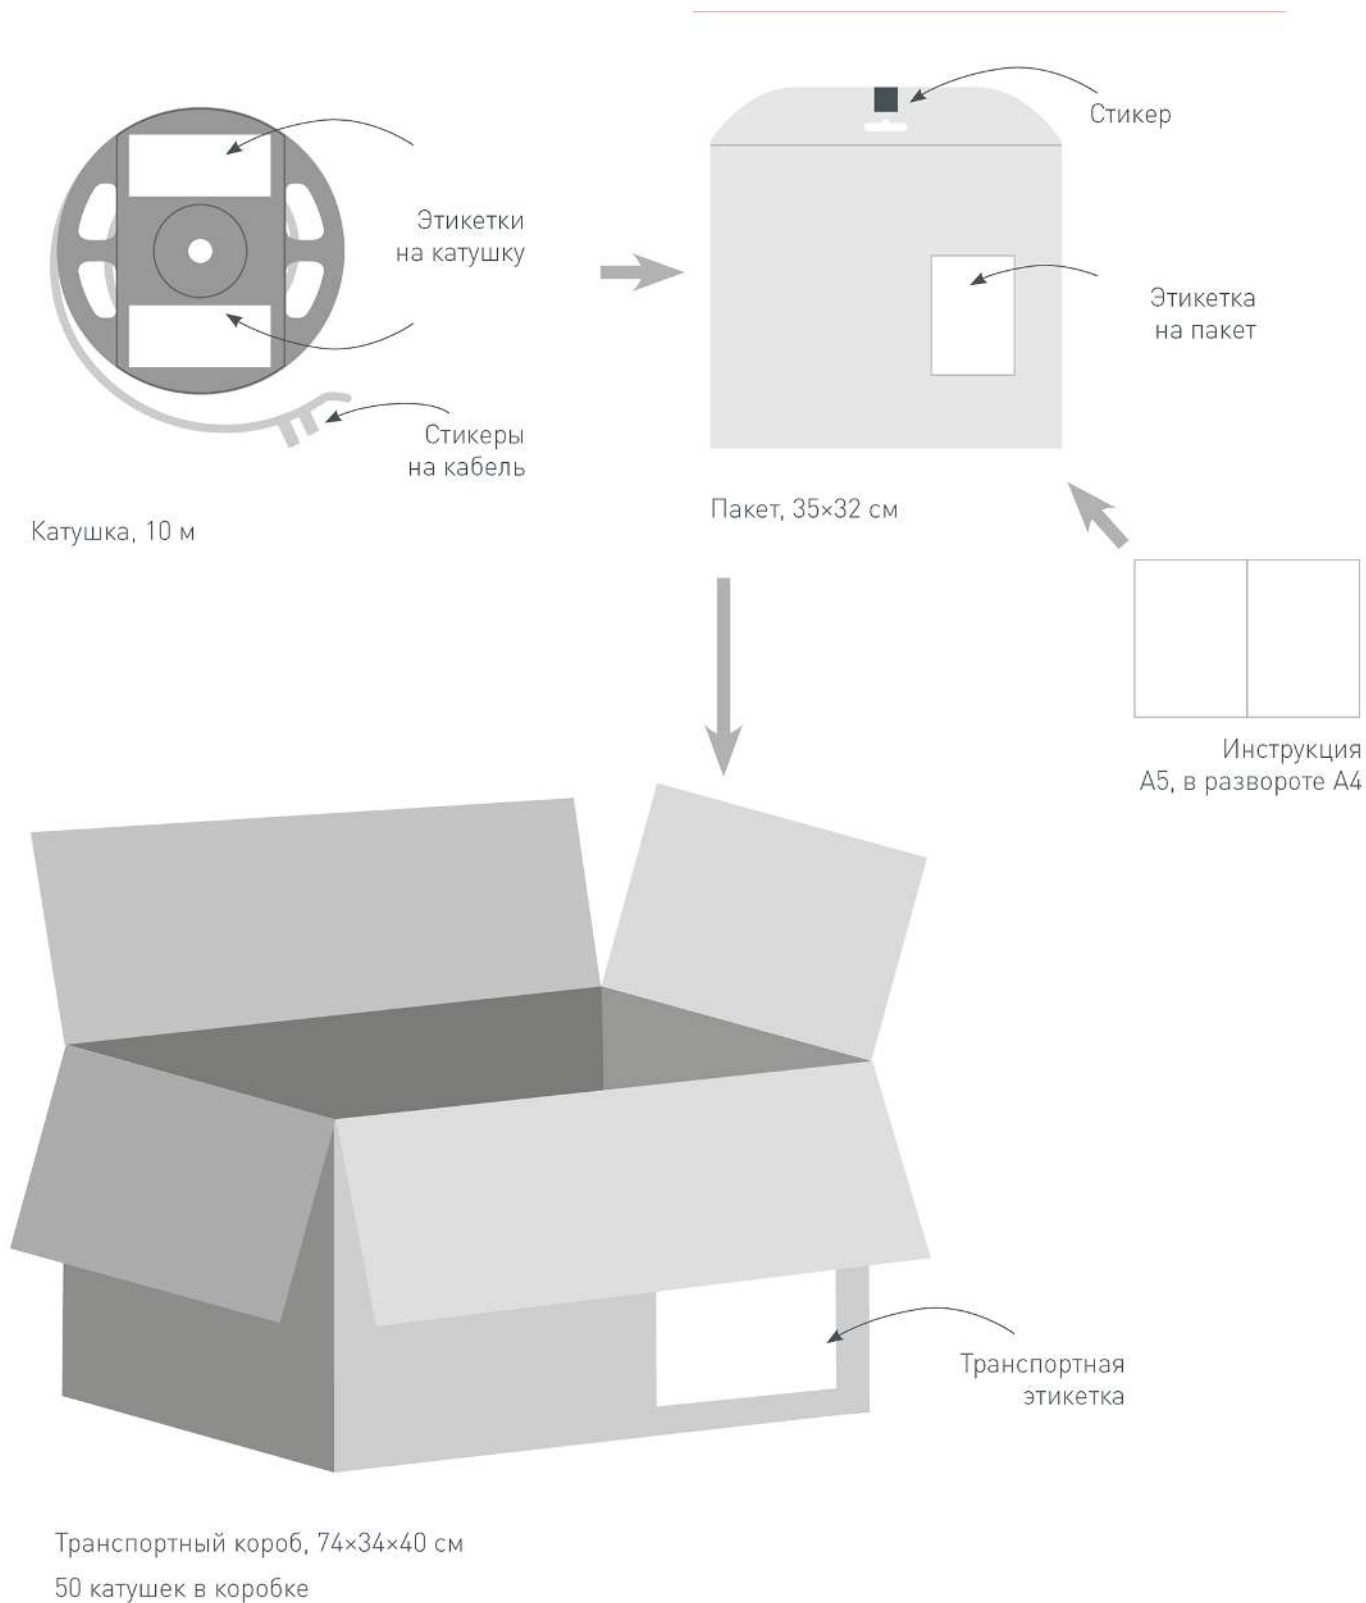 Стикер
Этикетки
на катушку
Этикетка
на пакет
Стикеры
на кабель
Катушка, 10 м
Пакет, 35×32 см
Инструкция
А5, в развороте А4
Транспортная
этикетка
Транспортный короб, 74×34×40 см
50 катушек в коробке